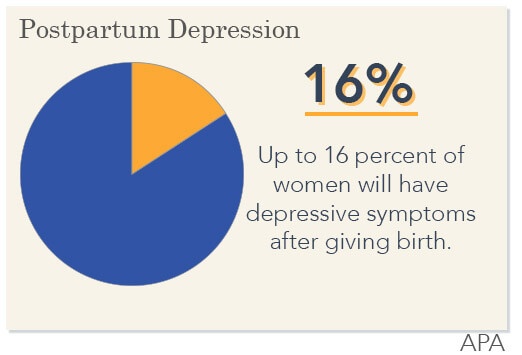 Postpartum Depression
16%
Up to 16 percent of
women will have
depressive symptoms
after giving birth.
APA